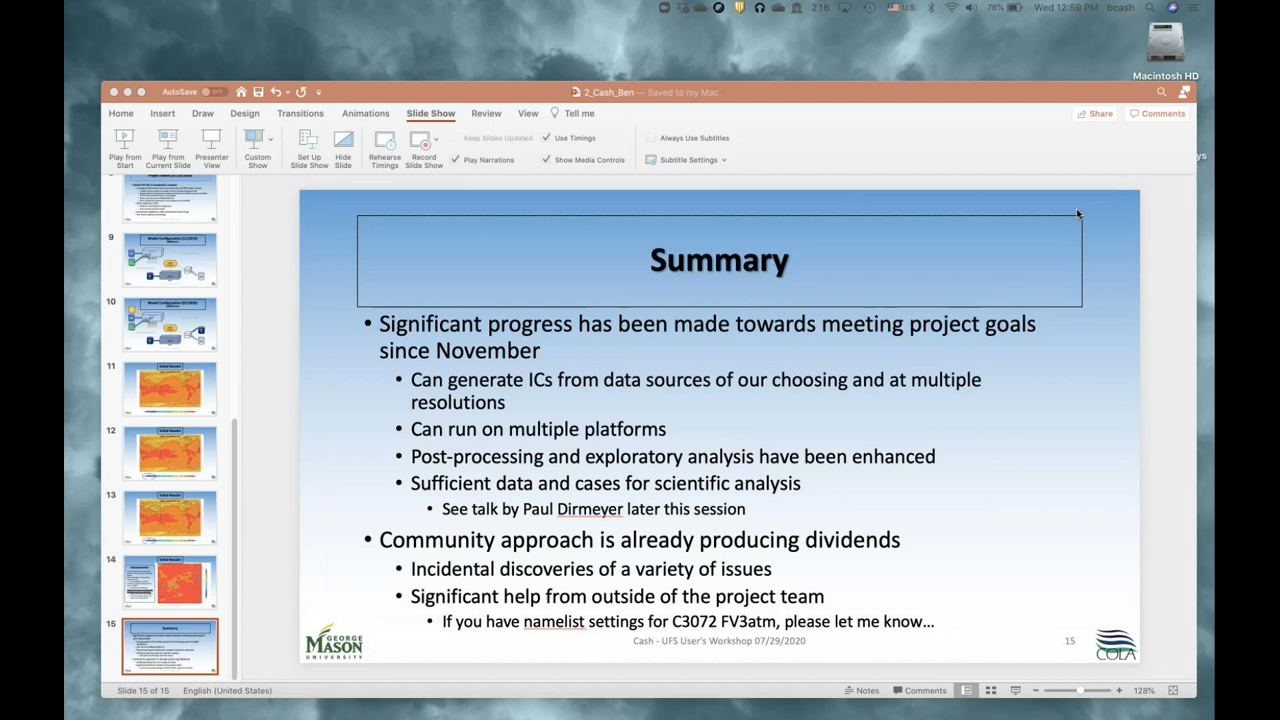 216 U.S. 78% Wed 12:59 PM bcash
Macintosh HD
AutoSave OFF 2_Cash_Ben — Saved to my Mac
Home Insert Draw Design Transitions Animations Slide Show Review View Tell me Share Comments
Keep Slides Updated Use Timings Always Use Subtitles
Play from Start Play from Current Slide Presenter View Custom Show Set Up Slide Show Hide Slide Rehearse Timings Record Slide Show Play Narrations Show Media Controls Subtitle Settings
ys
9
10
11
12
13
14
15
Summary
• Significant progress has been made towards meeting project goals
since November
• Can generate ICs from data sources of our choosing and at multiple
resolutions
• Can run on multiple platforms
• Post-processing and exploratory analysis have been enhanced
• Sufficient data and cases for scientific analysis
• See talk by Paul Dirmeyer later this session
• Community approach is already producing dividends
• Incidental discoveries of a variety of issues
• Significant help from outside of the project team
• If you have namelist settings for C3072 FV3atm, please let me know…
GEORGE
MASON
UNIVERSITY
Cash - UFS User's Workshop 07/29/2020
15
COLA
Slide 15 of 15 English (United States) Notes Comments 128%